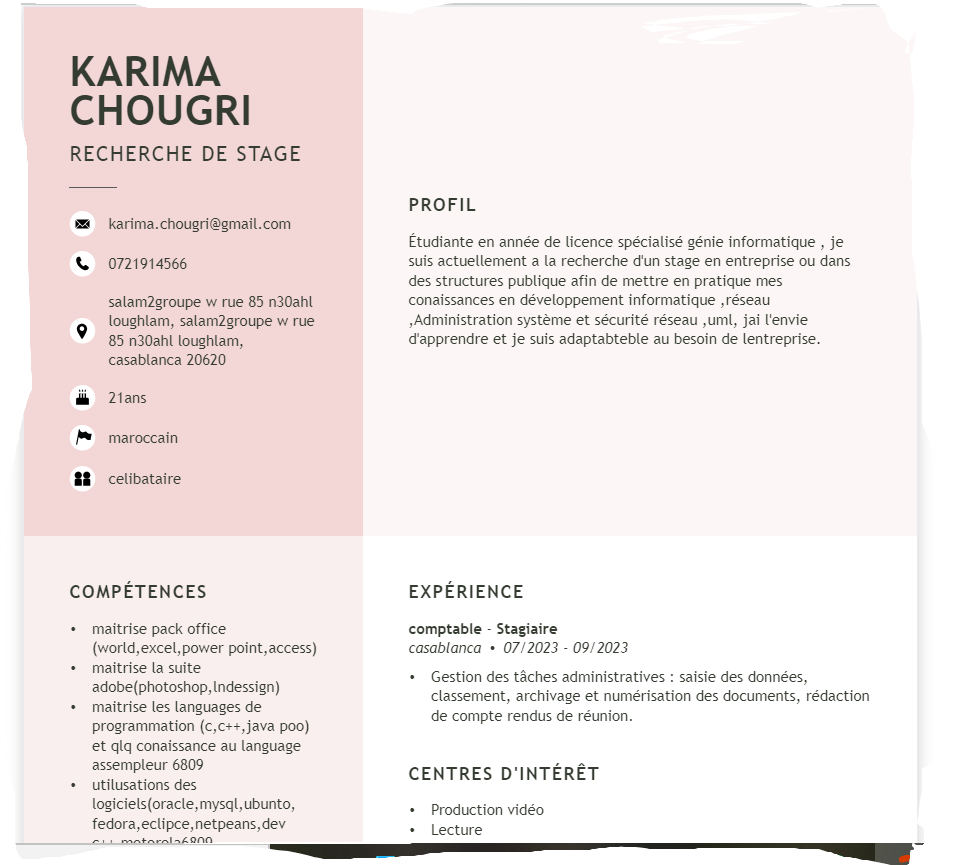 KARIMA
CHOUGRI
RECHERCHE DE STAGE
karima.chougri@gmail.com
0721914566
salam2groupe w rue 85 n30ahl
loughlam, salam2groupe w rue
85 n30ahl loughlam,
casablanca 20620
21ans
maroccain
celibataire
PROFIL
Étudiante en année de licence spécialisé génie informatique , je
suis actuellement a la recherche d'un stage en entreprise ou dans
des structures publique afin de mettre en pratique mes
conaissances en développement informatique ,réseau
,Administration système et sécurité réseau ,uml, jai l'envie
d'apprendre et je suis adaptabteble au besoin de lentreprise.
COMPÉTENCES
• maitrise pack office
(world,excel,power point,access)
• maitrise la suite
adobe(photoshop,lndessign)
• maitrise les languages de
programmation (c,c++,java poo)
et qlq conaissance au language
assempleur 6809
• utilusations des
logiciels(oracle,mysql,ubunto,
fedora,eclipce,netpeans,dev
c++,motorola6809
EXPÉRIENCE
comptable - Stagiaire
casablanca • 07/2023 - 09/2023
• Gestion des tâches administratives : saisie des données,
classement, archivage et numérisation des documents, rédaction
de compte rendus de réunion.
CENTRES D'INTÉRÊT
• Production vidéo
• Lecture